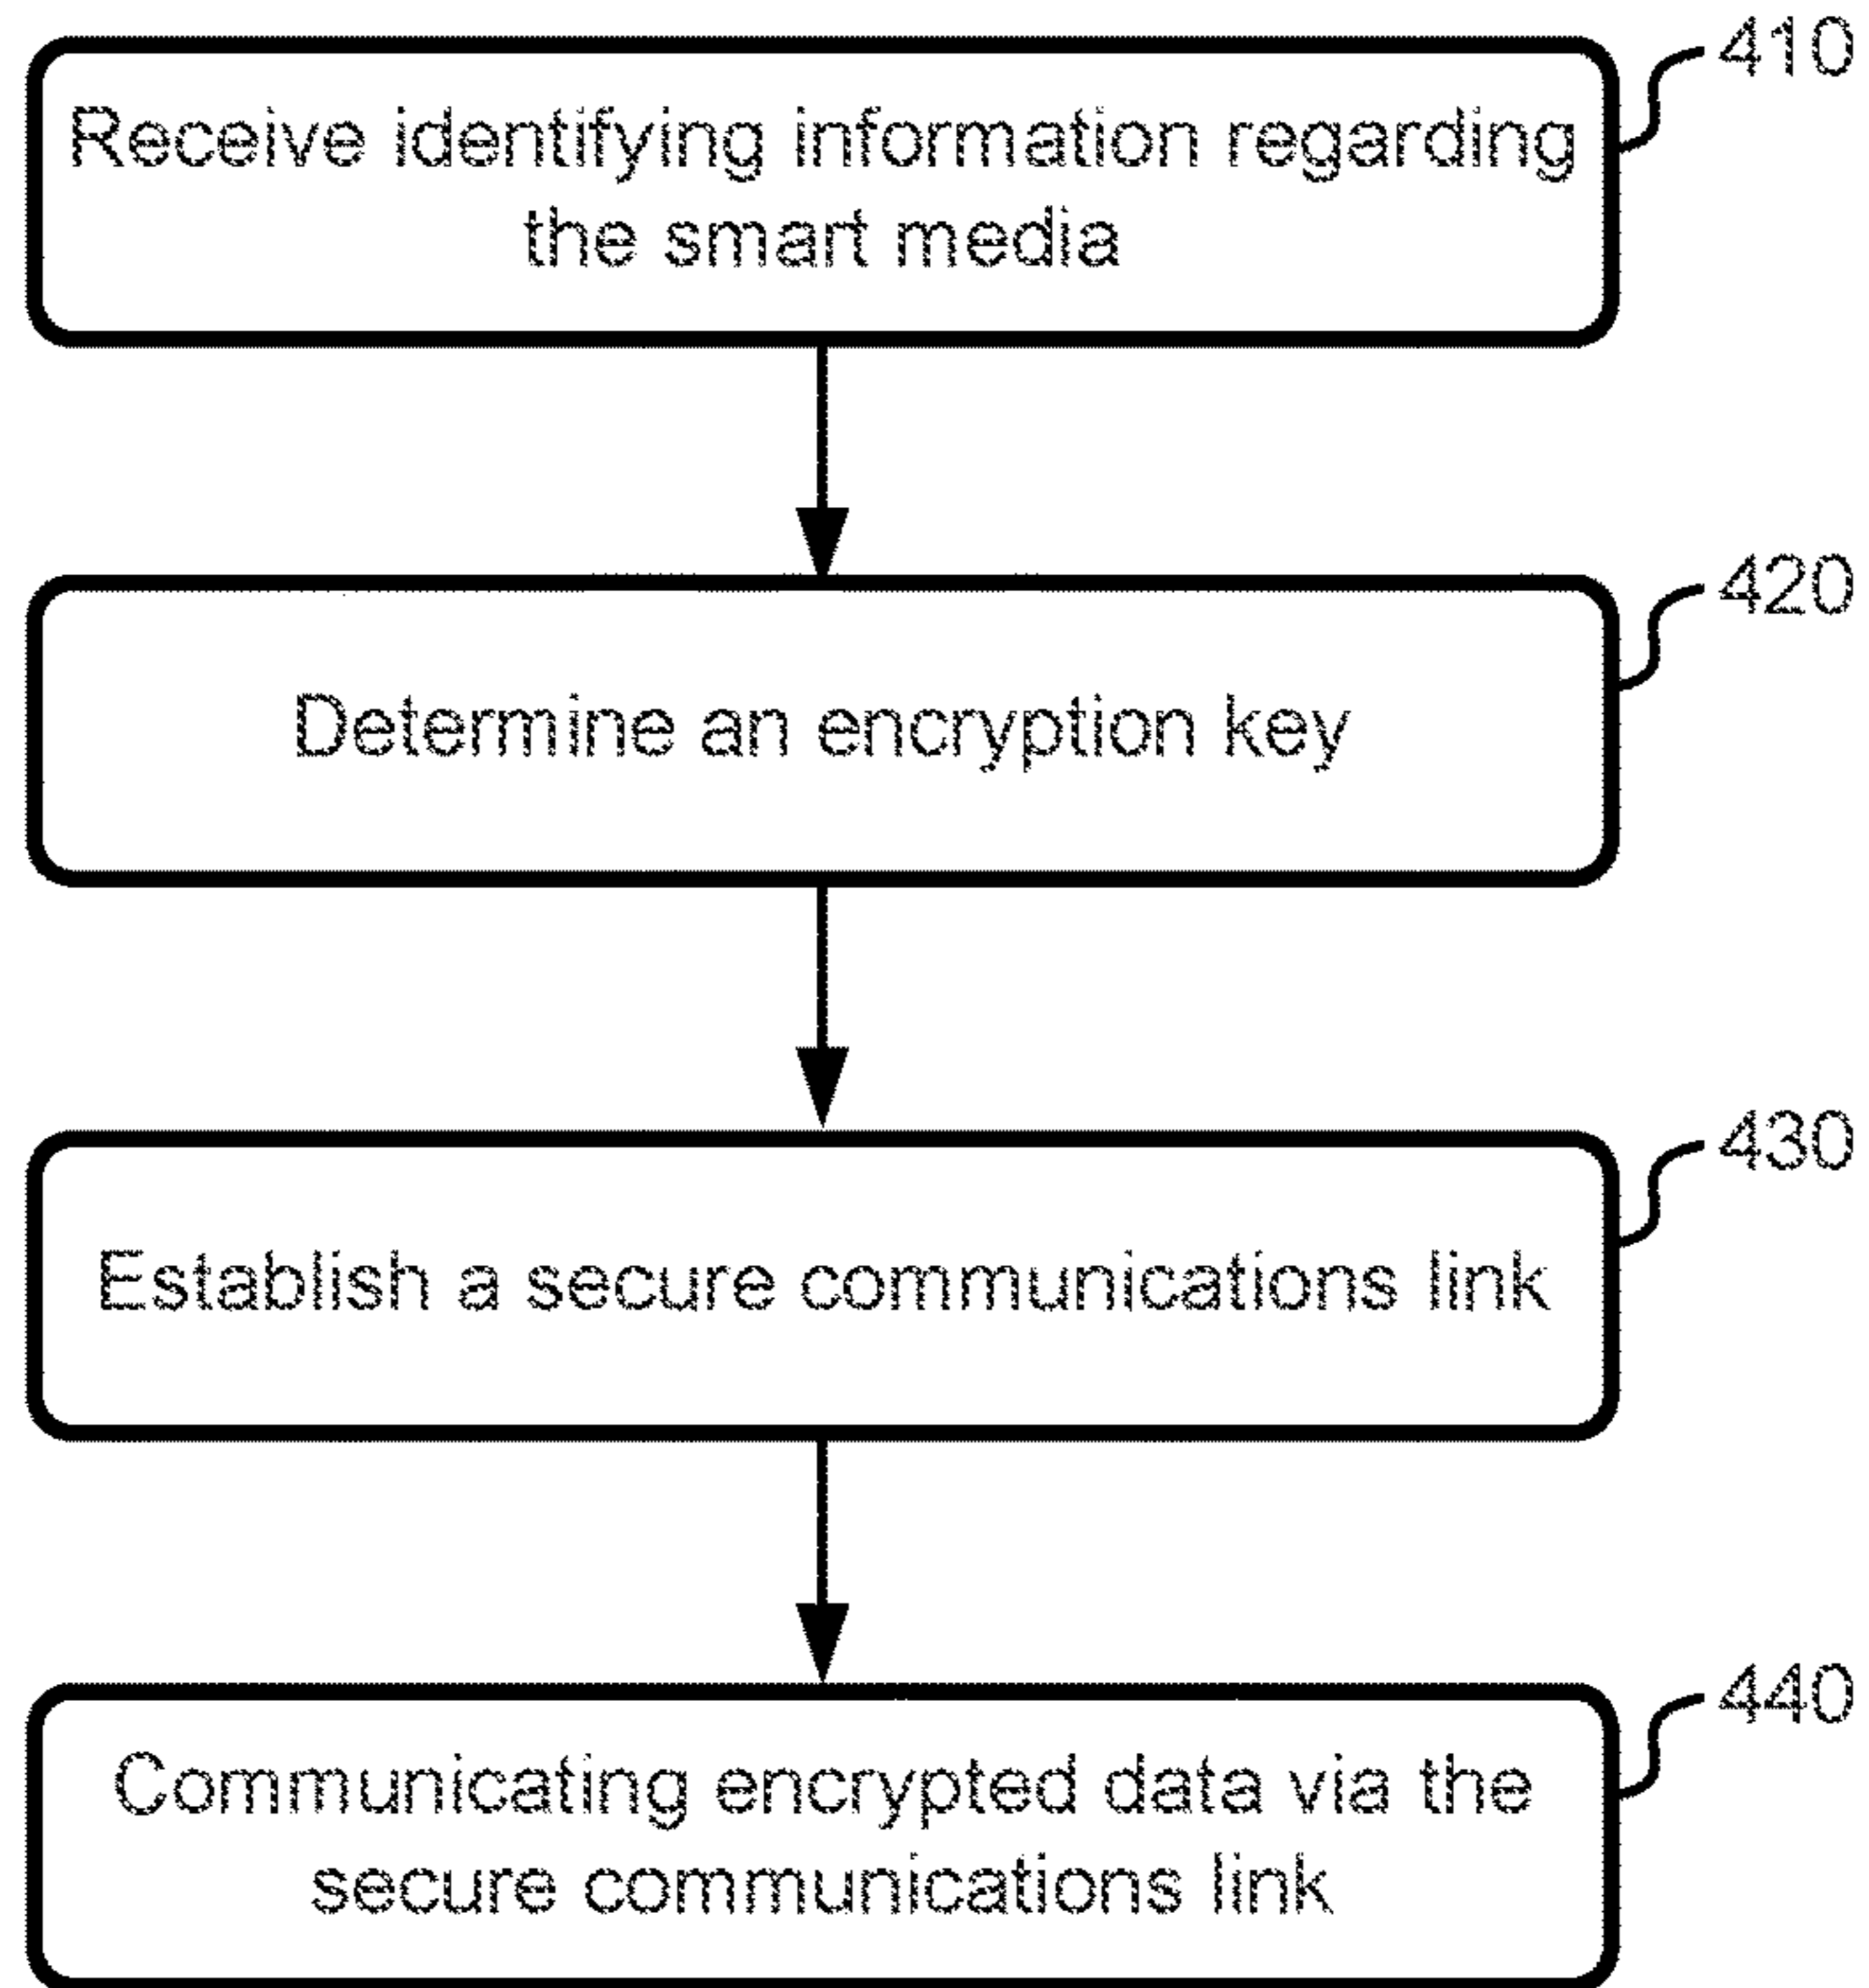 410
Receive identifying information regarding
the smart media
420
Determine an encryption key
430
Establish a secure communications link
440
Communicating encrypted data via the
secure communications link